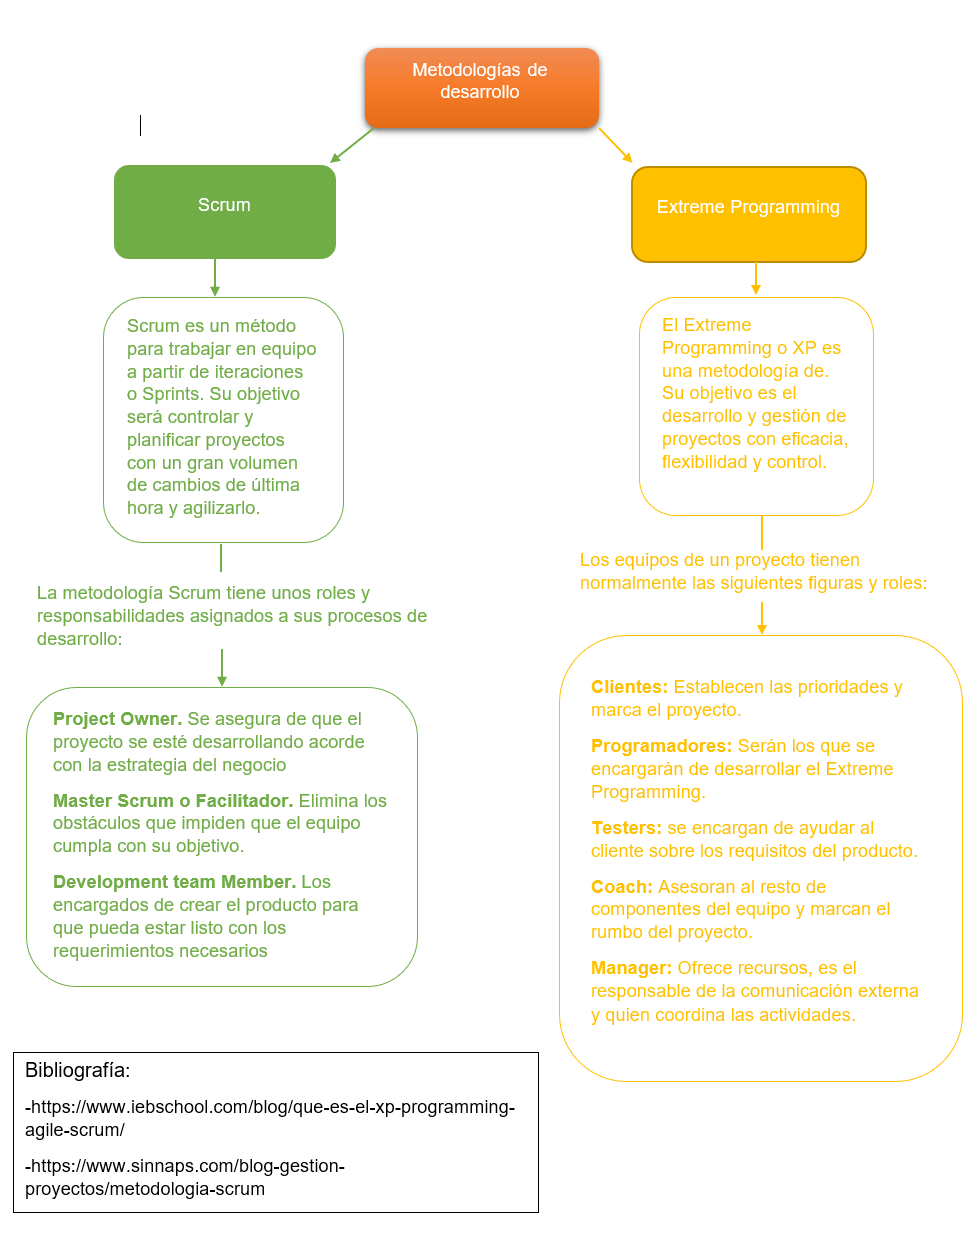 Metodologías de
desarrollo
Scrum
Extreme Programming
Scrum es un método
para trabajar en equipo
a partir de iteraciones
o Sprints. Su objetivo
será controlar y
planificar proyectos
con un gran volumen
de cambios de última
hora y agilizarlo.
El Extreme
Programming o XP es
una metodología de.
Su objetivo es el
desarrollo y gestión de
proyectos con eficacia,
flexibilidad y control.
La metodología Scrum tiene unos roles y
responsabilidades asignados a sus procesos de
desarrollo:
Los equipos de un proyecto tienen
normalmente las siguientes figuras y roles:
Project Owner. Se asegura de que el
proyecto se esté desarrollando acorde
con la estrategia del negocio
Master Scrum o Facilitador. Elimina los
obstáculos que impiden que el equipo
cumpla con su objetivo.
Development team Member. Los
encargados de crear el producto para
que pueda estar listo con los
requerimientos necesarios
Clientes: Establecen las prioridades y
marca el proyecto.
Programadores: Serán los que se
encargarán de desarrollar el Extreme
Programming.
Testers: se encargan de ayudar al
cliente sobre los requisitos del producto.
Coach: Asesoran al resto de
componentes del equipo y marcan el
rumbo del proyecto.
Manager: Ofrece recursos, es el
responsable de la comunicación externa
y quien coordina las actividades.
Bibliografía:
-https://www.iebschool.com/blog/que-es-el-xp-programming-
agile-scrum/
-https://www.sinnaps.com/blog-gestion-
proyectos/metodologia-scrum